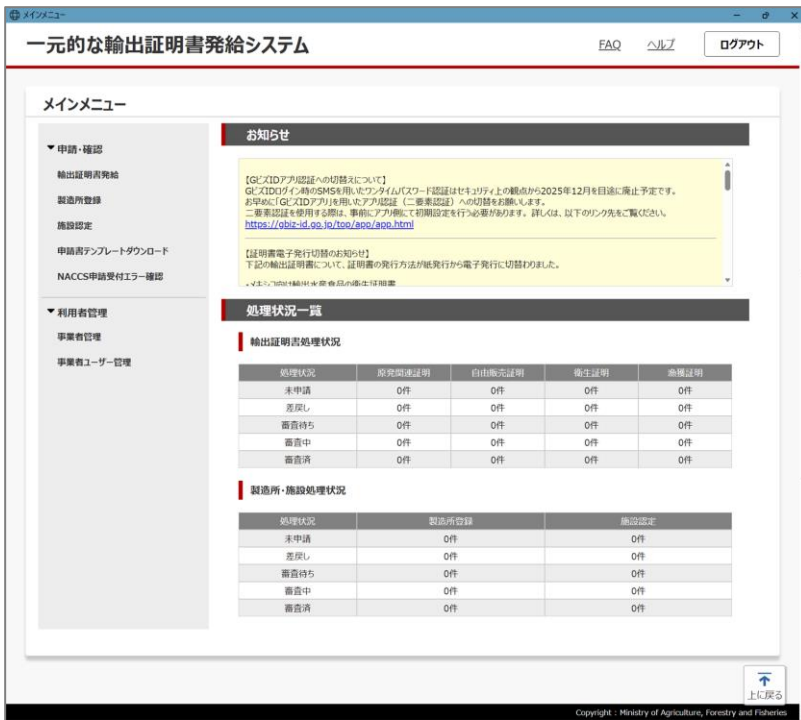 メインメニュー
一元的な輸出証明書発給システム
FAQ ヘルプ ログアウト
メインメニュー
▼申請・確認
輸出証明書発給
製造所登録
施設認定
申請書テンプレートダウンロード
NACCS申請受付エラー確認
▼利用者管理
事業者管理
事業者ユーザー管理
お知らせ
【GビズIDアプリ認証への切替えについて】
GビズIDログイン時のSMSを用いたワンタイムパスワード認証はセキュリティ上の観点から2025年12月を目途に廃止予定です。
お早めに「GビズIDアプリ」を用いたアプリ認証（二要素認証）への切替をお願いします。
二要素認証を使用する際は、事前にアプリ側にて初期設定を行う必要があります。詳しくは、以下のリンク先をご覧ください。
https://gbiz-id.go.jp/top/app/app.html
【証明書電子発行切替のお知らせ】
下記の輸出証明書について、証明書の発行方法が紙発行から電子発行に切替わりました。
・メキシコ向け輸出水産食品の衛生証明書
処理状況一覧
輸出証明書処理状況
処理状況 原発関連証明 自由販売証明 衛生証明 漁獲証明
未申請 0件 0件 0件 0件
差戻し 0件 0件 0件 0件
審査待ち 0件 0件 0件 0件
審査中 0件 0件 0件 0件
審査済 0件 0件 0件 0件
製造所・施設処理状況
処理状況 製造所登録 施設認定
未申請 0件 0件
差戻し 0件 0件
審査待ち 0件 0件
審査中 0件 0件
審査済 0件 0件
上に戻る
Copyright : Ministry of Agriculture, Forestry and Fisheries